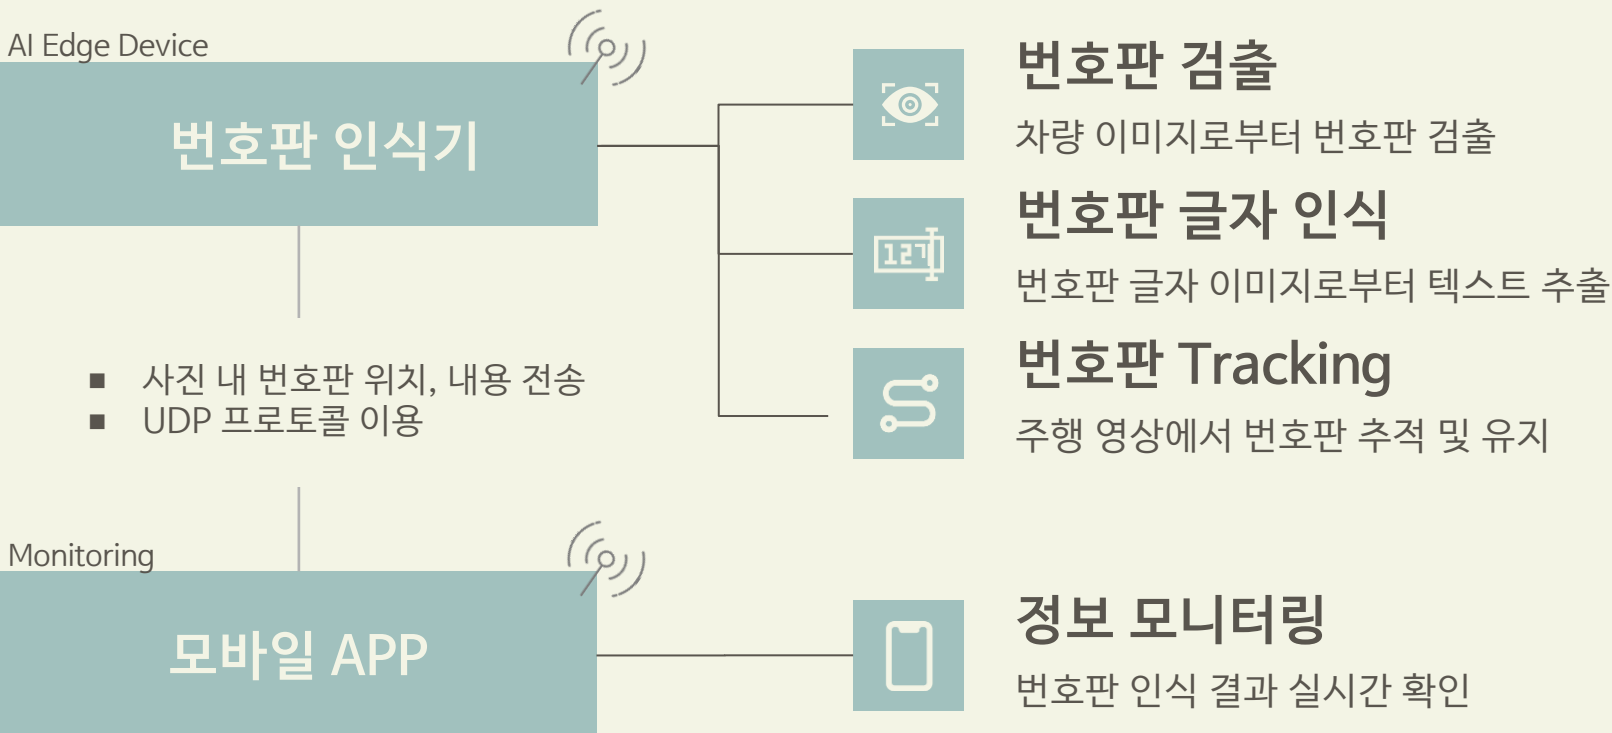 AI Edge Device
번호판 인식기
번호판 검출
차량 이미지로부터 번호판 검출
번호판 글자 인식
번호판 글자 이미지로부터 텍스트 추출
번호판 Tracking
주행 영상에서 번호판 추적 및 유지
■ 사진 내 번호판 위치, 내용 전송
■ UDP 프로토콜 이용
Monitoring
모바일 APP
정보 모니터링
번호판 인식 결과 실시간 확인